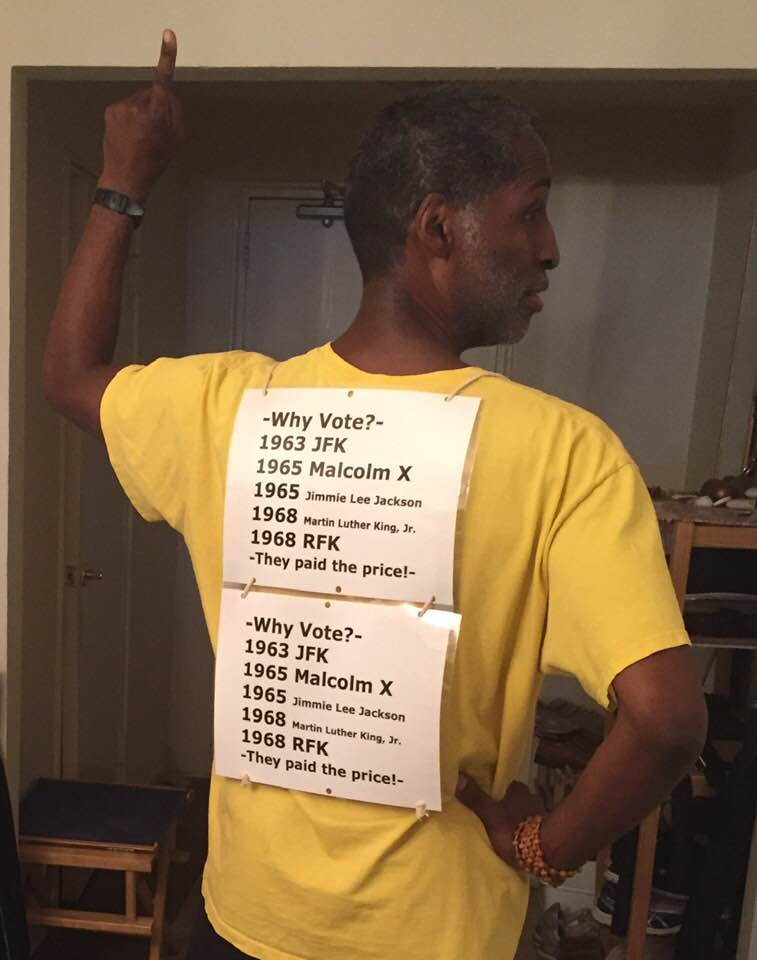 -Why Vote?-
1963 JFK
1965 Malcolm X
1965 Jimmie Lee Jackson
1968 Martin Luther King, Jr.
1968 RFK
-They paid the price!-
-Why Vote?-
1963 JFK
1965 Malcolm X
1965 Jimmie Lee Jackson
1968 Martin Luther King, Jr.
1968 RFK
-They paid the price!-